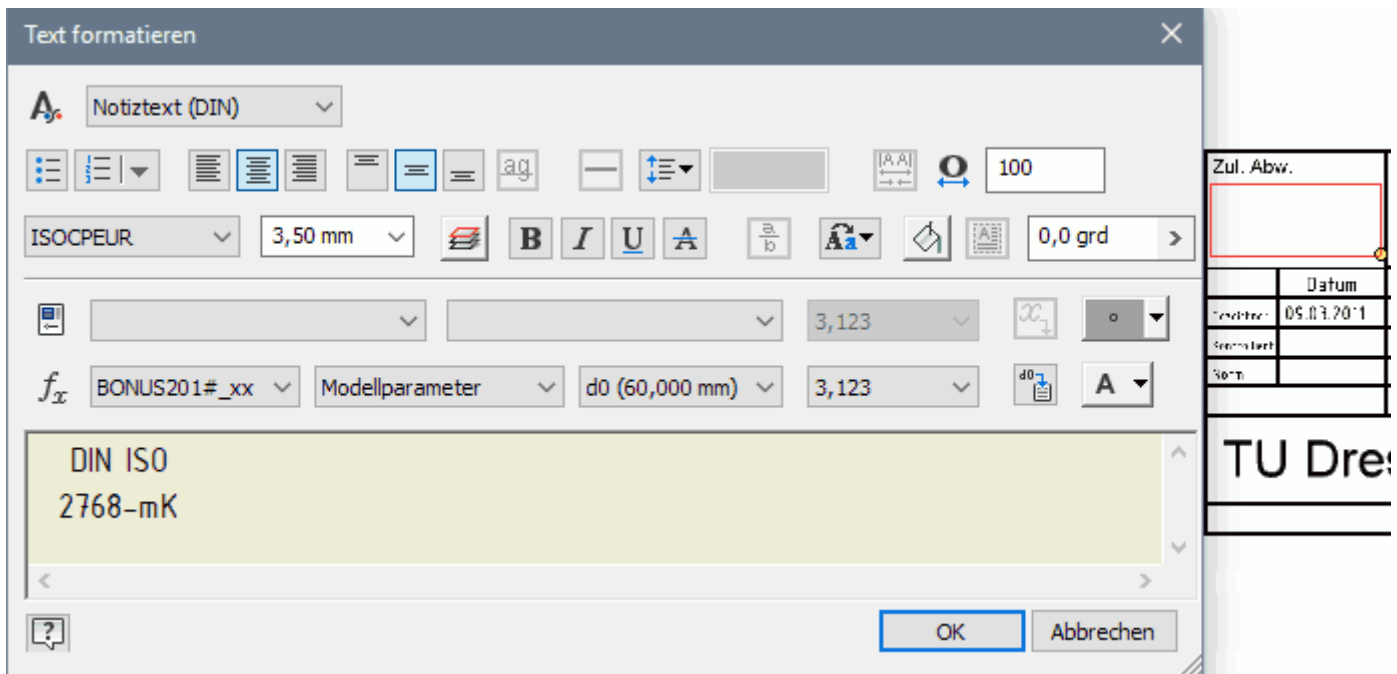 Text formatieren
Notiztext (DIN)
ag
|A A|
O
100
ISOCPEUR
3,50 mm
B I U A
a
b
Aa
A
0,0 grd
3,123
x
BONUS201#_xx
Modellparameter
d0 (60,000 mm)
3,123
d0
A
DIN ISO
2768-mK
OK
Abbrechen
Zul. Abw.
Datum
09.03.2011
Norm
TU Dres